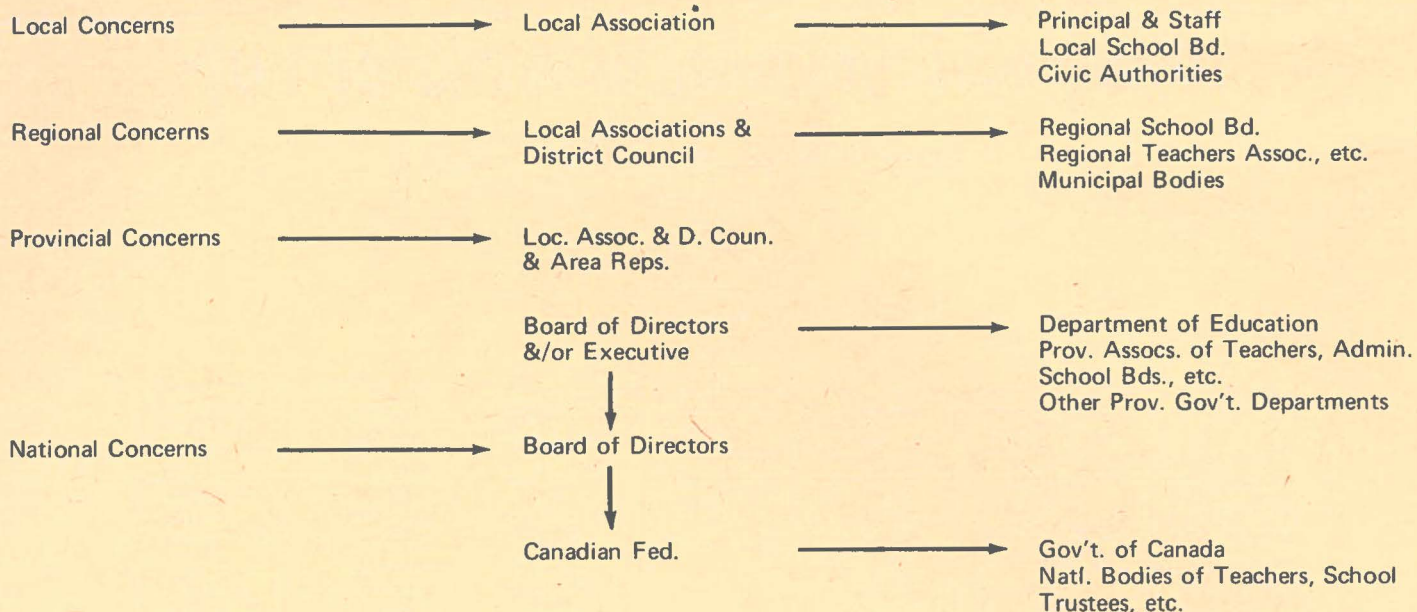 Local Concerns
Local Association
Principal & Staff
Local School Bd.
Civic Authorities
Regional Concerns
Local Associations &
District Council
Regional School Bd.
Regional Teachers Assoc., etc.
Municipal Bodies
Provincial Concerns
Loc. Assoc. & D. Coun.
& Area Reps.
Board of Directors
&/or Executive
Department of Education
Prov. Assocs. of Teachers, Admin.
School Bds., etc.
Other Prov. Gov't. Departments
National Concerns
Board of Directors
Canadian Fed.
Gov't. of Canada
Natl. Bodies of Teachers, School
Trustees, etc.